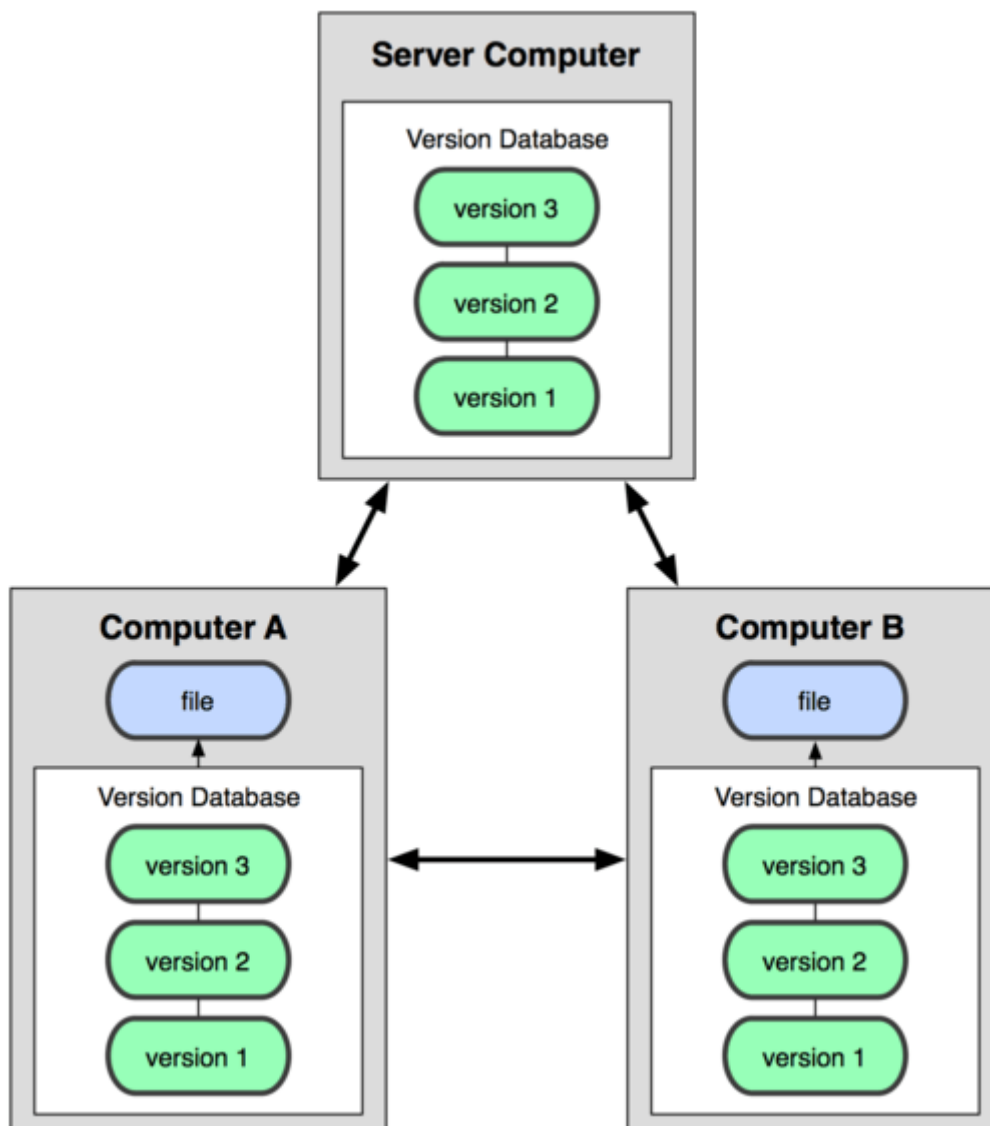 Server Computer
Version Database
version 3
version 2
version 1
Computer A
file
Version Database
version 3
version 2
version 1
Computer B
file
Version Database
version 3
version 2
version 1